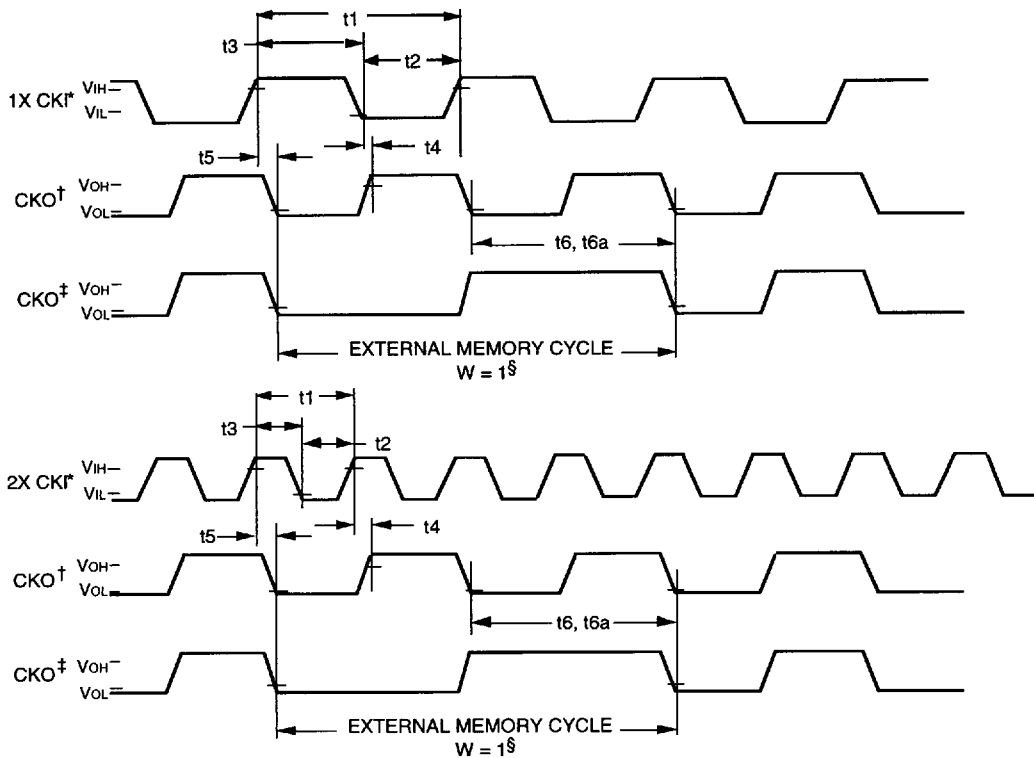 t1
t3
t2
1X CKI*
VIH
VIL
t5
t4
CKO†
VOH
VOL
t6, t6a
CKO‡
VOH
VOL
EXTERNAL MEMORY CYCLE
W = 1§
t1
t3
t2
2X CKI*
VIH
VIL
t5
t4
CKO†
VOH
VOL
t6, t6a
CKO‡
VOH
VOL
EXTERNAL MEMORY CYCLE
W = 1§